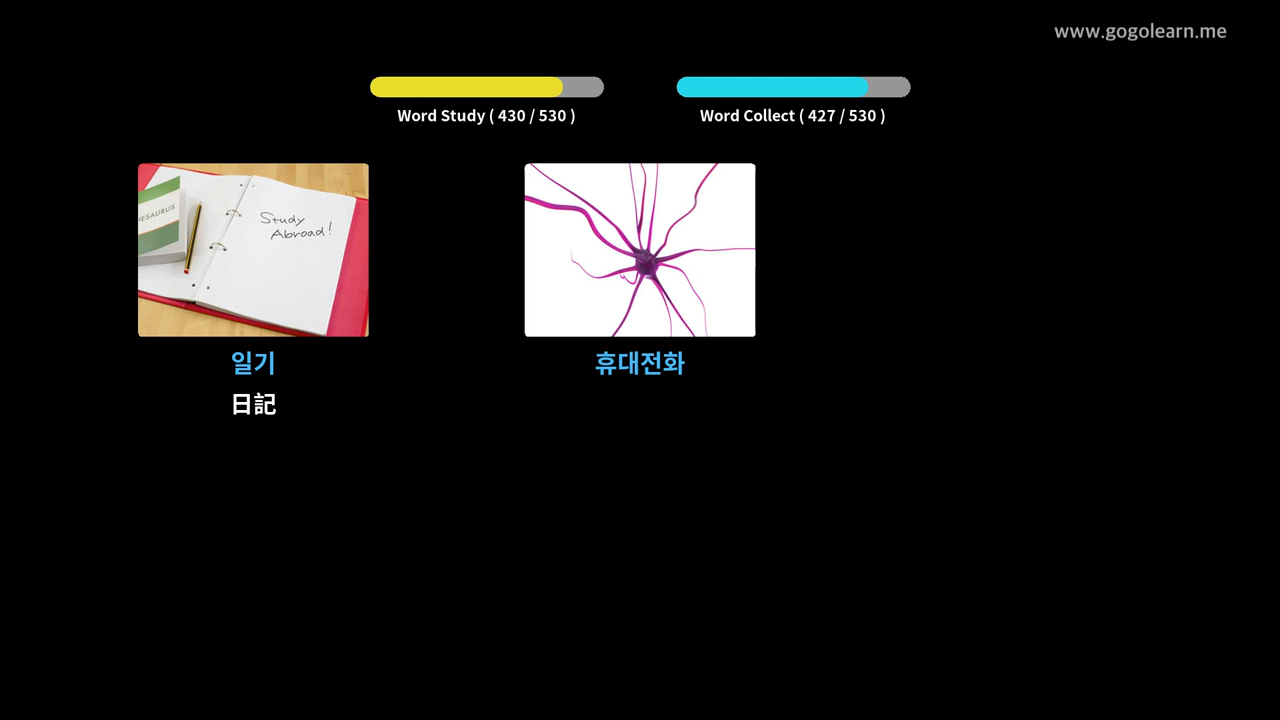 www.gogolearn.me
Word Study ( 430 / 530 )
Word Collect ( 427 / 530 )
HESAURUS
Study
Abroad!
일기
휴대전화
日記